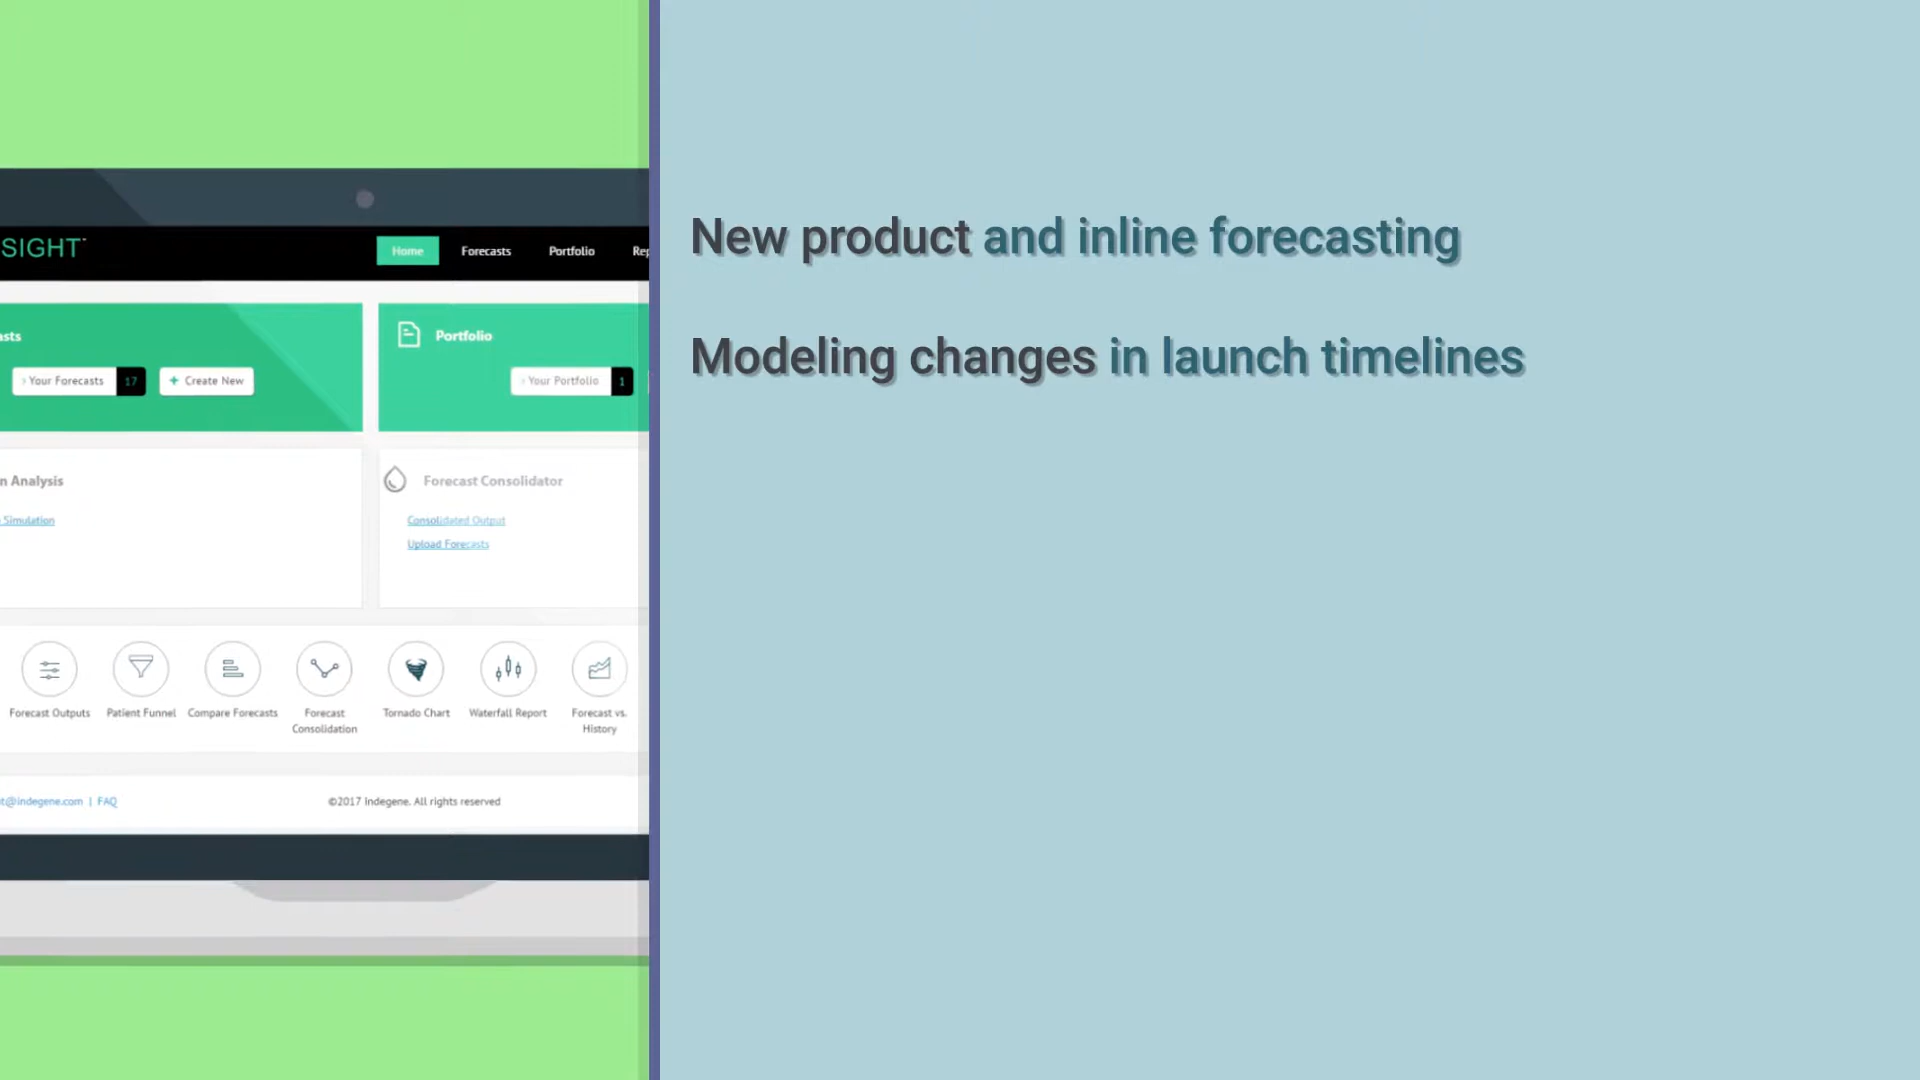 SIGHT
Home Forecasts Portfolio Rep
asts
Your Forecasts 17 + Create New
Portfolio
Your Portfolio 1
n Analysis
Simulation
Forecast Consolidator
Consolidated Output
Upload Forecasts
Forecast Outputs
Patient Funnel
Compare Forecasts
Forecast
Consolidation
Tornado Chart
Waterfall Report
Forecast vs.
History
t@indegene.com | FAQ
©2017 Indegene. All rights reserved
New product and inline forecasting
Modeling changes in launch timelines